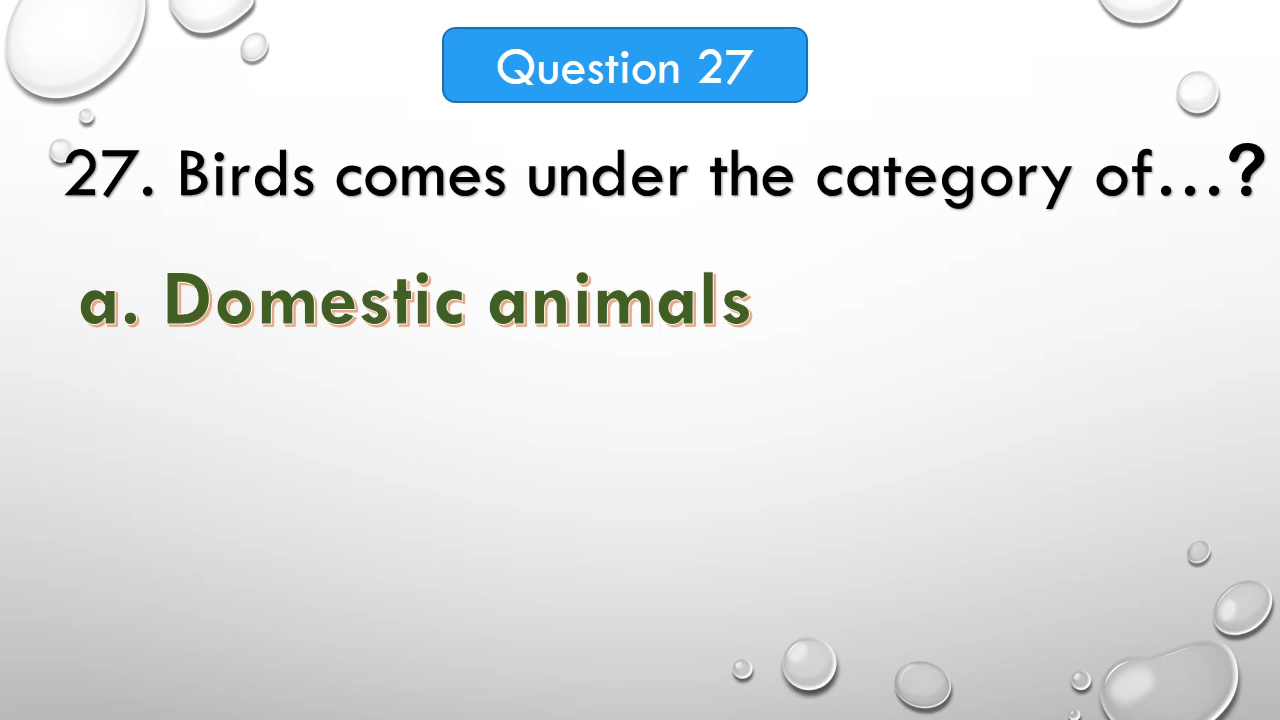 Question 27
27. Birds comes under the category of...?
a. Domestic animals